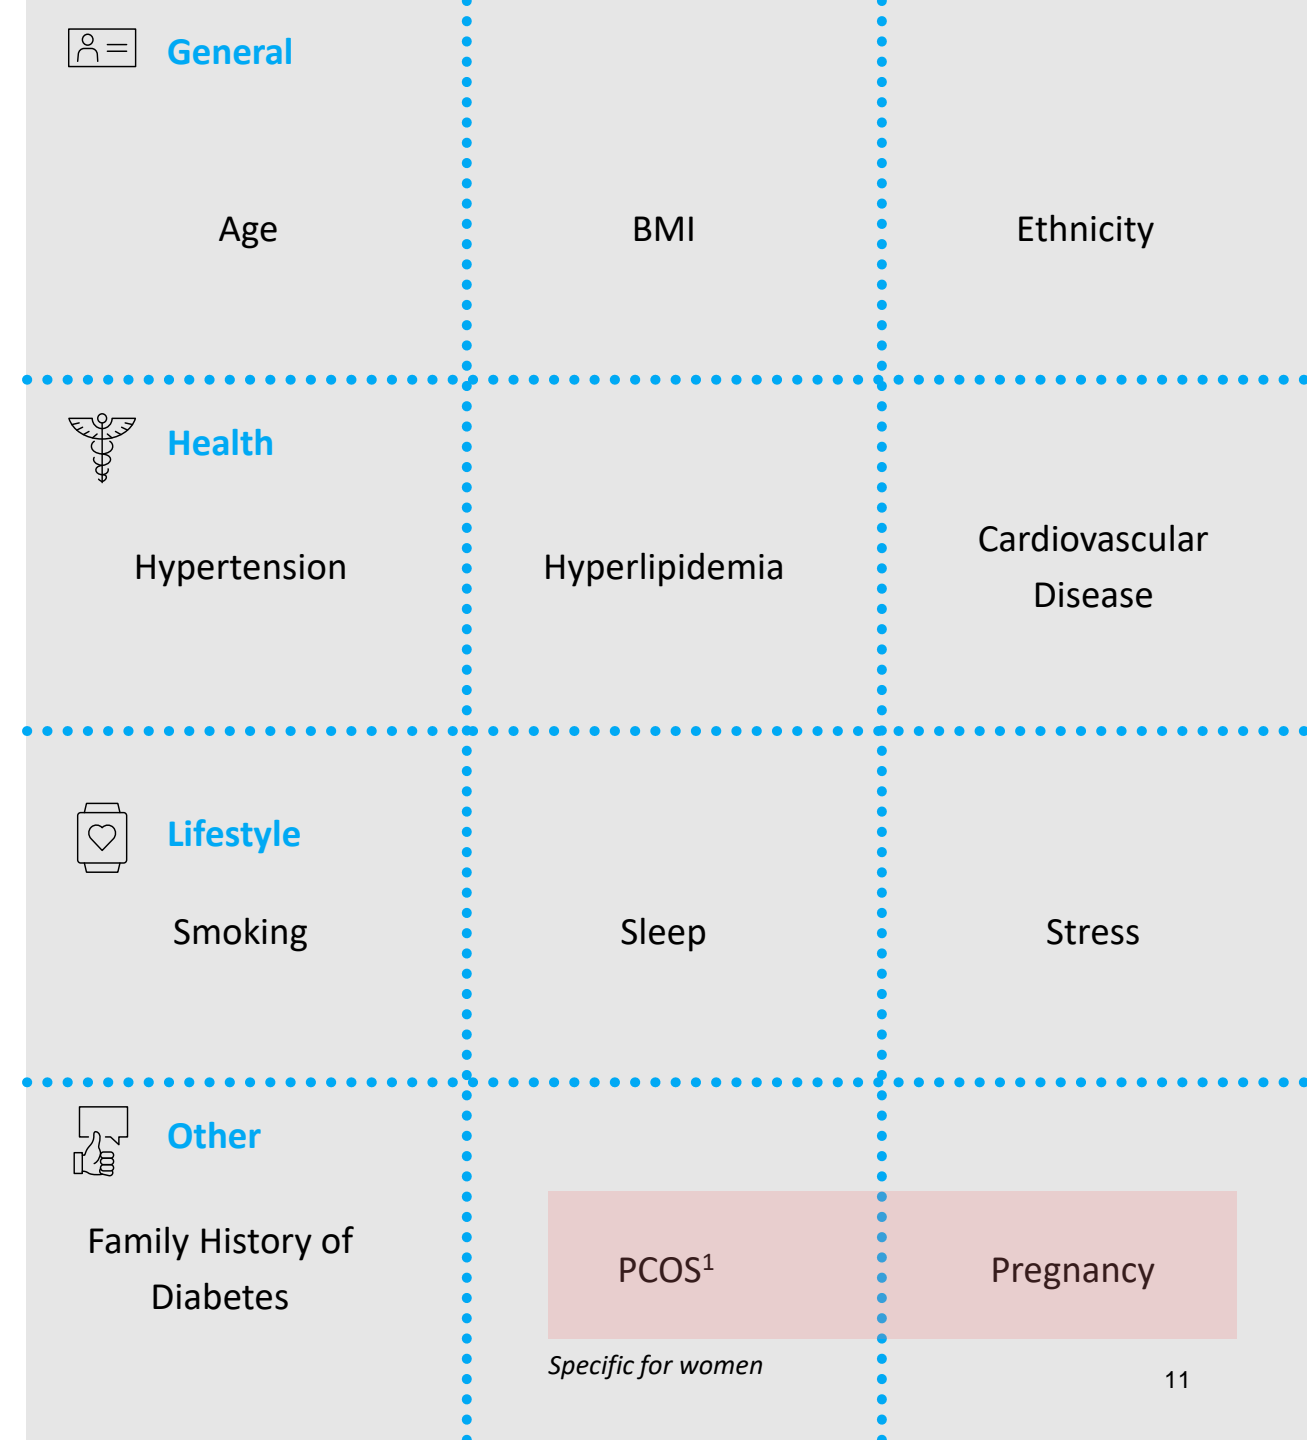 General
Age
BMI
Ethnicity
Health
Hypertension
Hyperlipidemia
Cardiovascular
Disease
Lifestyle
Smoking
Sleep
Stress
Other
Family History of
Diabetes
PCOS¹
Pregnancy
Specific for women
11